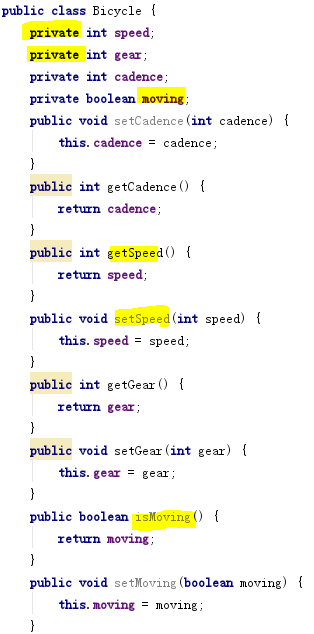 public class Bicycle {
private int speed;
private int gear;
private int cadence;
private boolean moving;
public void setCadence(int cadence) {
this.cadence = cadence;
}
public int getCadence() {
return cadence;
}
public int getSpeed() {
return speed;
}
public void setSpeed(int speed) {
this.speed = speed;
}
public int getGear() {
return gear;
}
public void setGear(int gear) {
this.gear = gear;
}
public boolean isMoving() {
return moving;
}
public void setMoving(boolean moving) {
this.moving = moving;
}